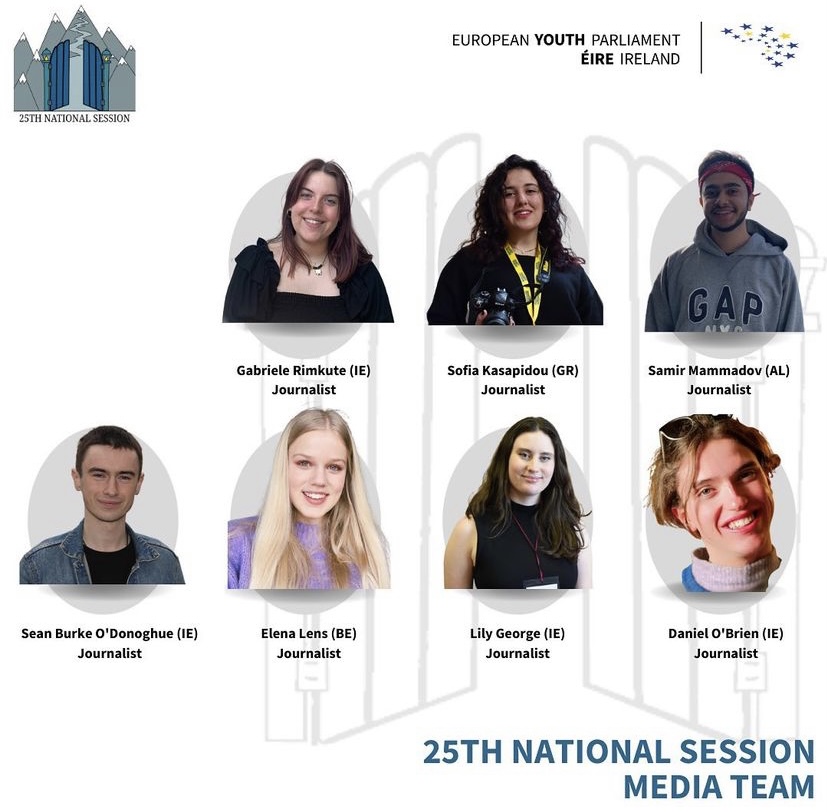 25TH NATIONAL SESSION
EUROPEAN YOUTH PARLIAMENT
ÉIRE IRELAND
GAP
NYC
Gabriele Rimkute (IE)
Journalist
Sofia Kasapidou (GR)
Journalist
Samir Mammadov (AL)
Journalist
Sean Burke O'Donoghue (IE)
Journalist
Elena Lens (BE)
Journalist
Lily George (IE)
Journalist
Daniel O'Brien (IE)
Journalist
25TH NATIONAL SESSION
MEDIA TEAM